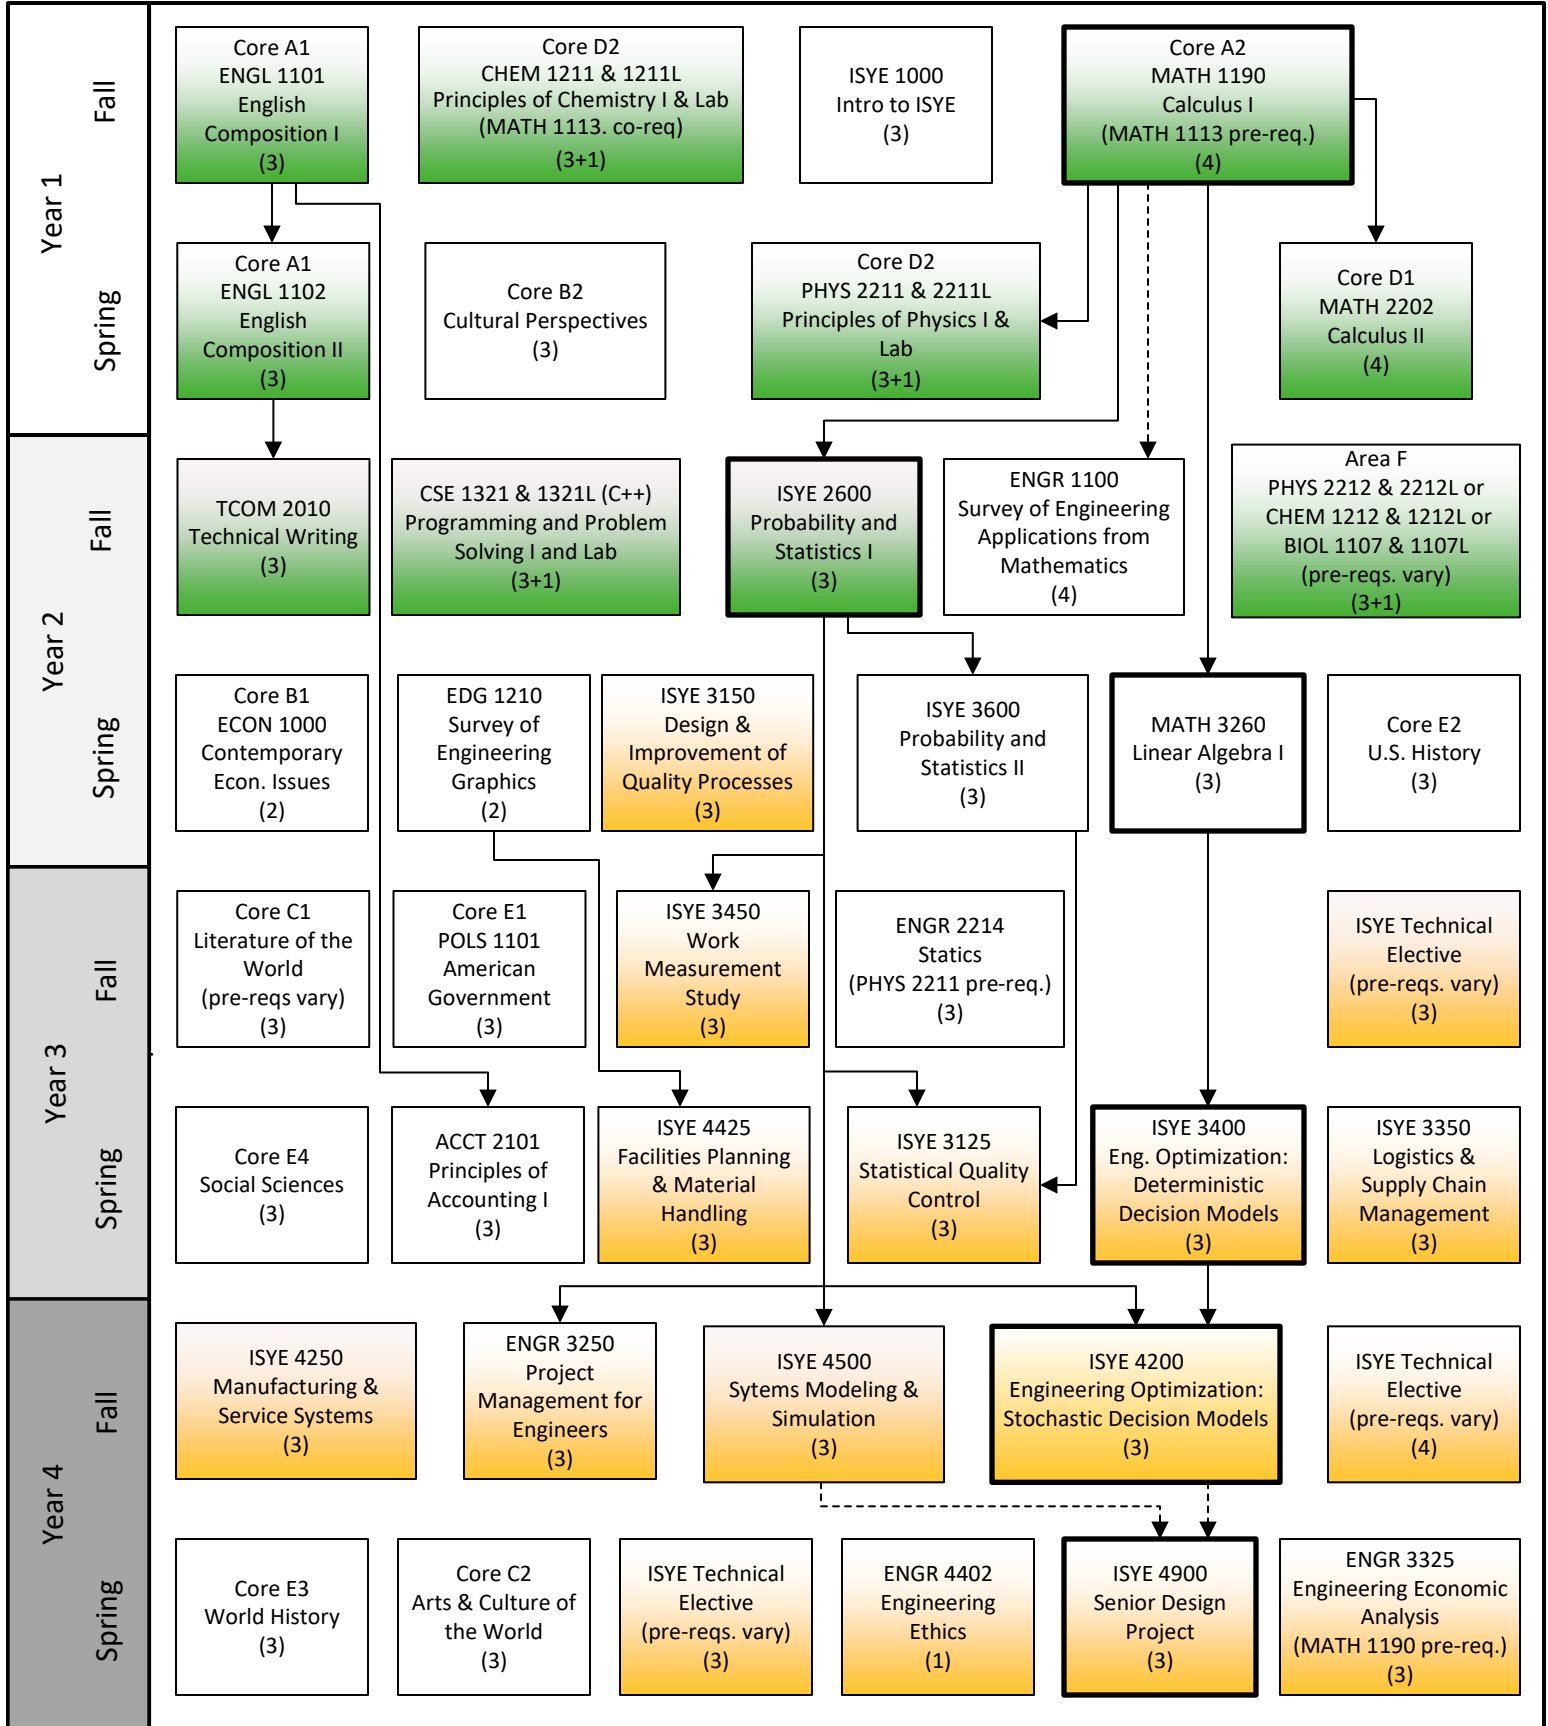 Year 1
Fall
Core A1
ENGL 1101
English
Composition I
(3)
Core D2
CHEM 1211 & 1211L
Principles of Chemistry I & Lab
(MATH 1113. co-req)
(3+1)
ISYE 1000
Intro to ISYE
(3)
Core A2
MATH 1190
Calculus I
(MATH 1113 pre-req.)
(4)
Spring
Core A1
ENGL 1102
English
Composition II
(3)
Core B2
Cultural Perspectives
(3)
Core D2
PHYS 2211 & 2211L
Principles of Physics I &
Lab
(3+1)
Core D1
MATH 2202
Calculus II
(4)
Year 2
Fall
TCOM 2010
Technical Writing
(3)
CSE 1321 & 1321L (C++)
Programming and Problem
Solving I and Lab
(3+1)
ISYE 2600
Probability and
Statistics I
(3)
ENGR 1100
Survey of Engineering
Applications from
Mathematics
(4)
Area F
PHYS 2212 & 2212L or
CHEM 1212 & 1212L or
BIOL 1107 & 1107L
(pre-reqs. vary)
(3+1)
Spring
Core B1
ECON 1000
Contemporary
Econ. Issues
(2)
EDG 1210
Survey of
Engineering
Graphics
(2)
ISYE 3150
Design &
Improvement of
Quality Processes
(3)
ISYE 3600
Probability and
Statistics II
(3)
MATH 3260
Linear Algebra I
(3)
Core E2
U.S. History
(3)
Year 3
Fall
Core C1
Literature of the
World
(pre-reqs vary)
(3)
Core E1
POLS 1101
American
Government
(3)
ISYE 3450
Work
Measurement
Study
(3)
ENGR 2214
Statics
(PHYS 2211 pre-req.)
(3)
ISYE Technical
Elective
(pre-reqs. vary)
(3)
Spring
Core E4
Social Sciences
(3)
ACCT 2101
Principles of
Accounting I
(3)
ISYE 4425
Facilities Planning
& Material
Handling
(3)
ISYE 3125
Statistical Quality
Control
(3)
ISYE 3400
Eng. Optimization:
Deterministic
Decision Models
(3)
ISYE 3350
Logistics &
Supply Chain
Management
(3)
Year 4
Fall
ISYE 4250
Manufacturing &
Service Systems
(3)
ENGR 3250
Project
Management for
Engineers
(3)
ISYE 4500
Sytems Modeling &
Simulation
(3)
ISYE 4200
Engineering Optimization:
Stochastic Decision Models
(3)
ISYE Technical
Elective
(pre-reqs. vary)
(4)
Spring
Core E3
World History
(3)
Core C2
Arts & Culture of
the World
(3)
ISYE Technical
Elective
(pre-reqs. vary)
(3)
ENGR 4402
Engineering
Ethics
(1)
ISYE 4900
Senior Design
Project
(3)
ENGR 3325
Engineering Economic
Analysis
(MATH 1190 pre-req.)
(3)